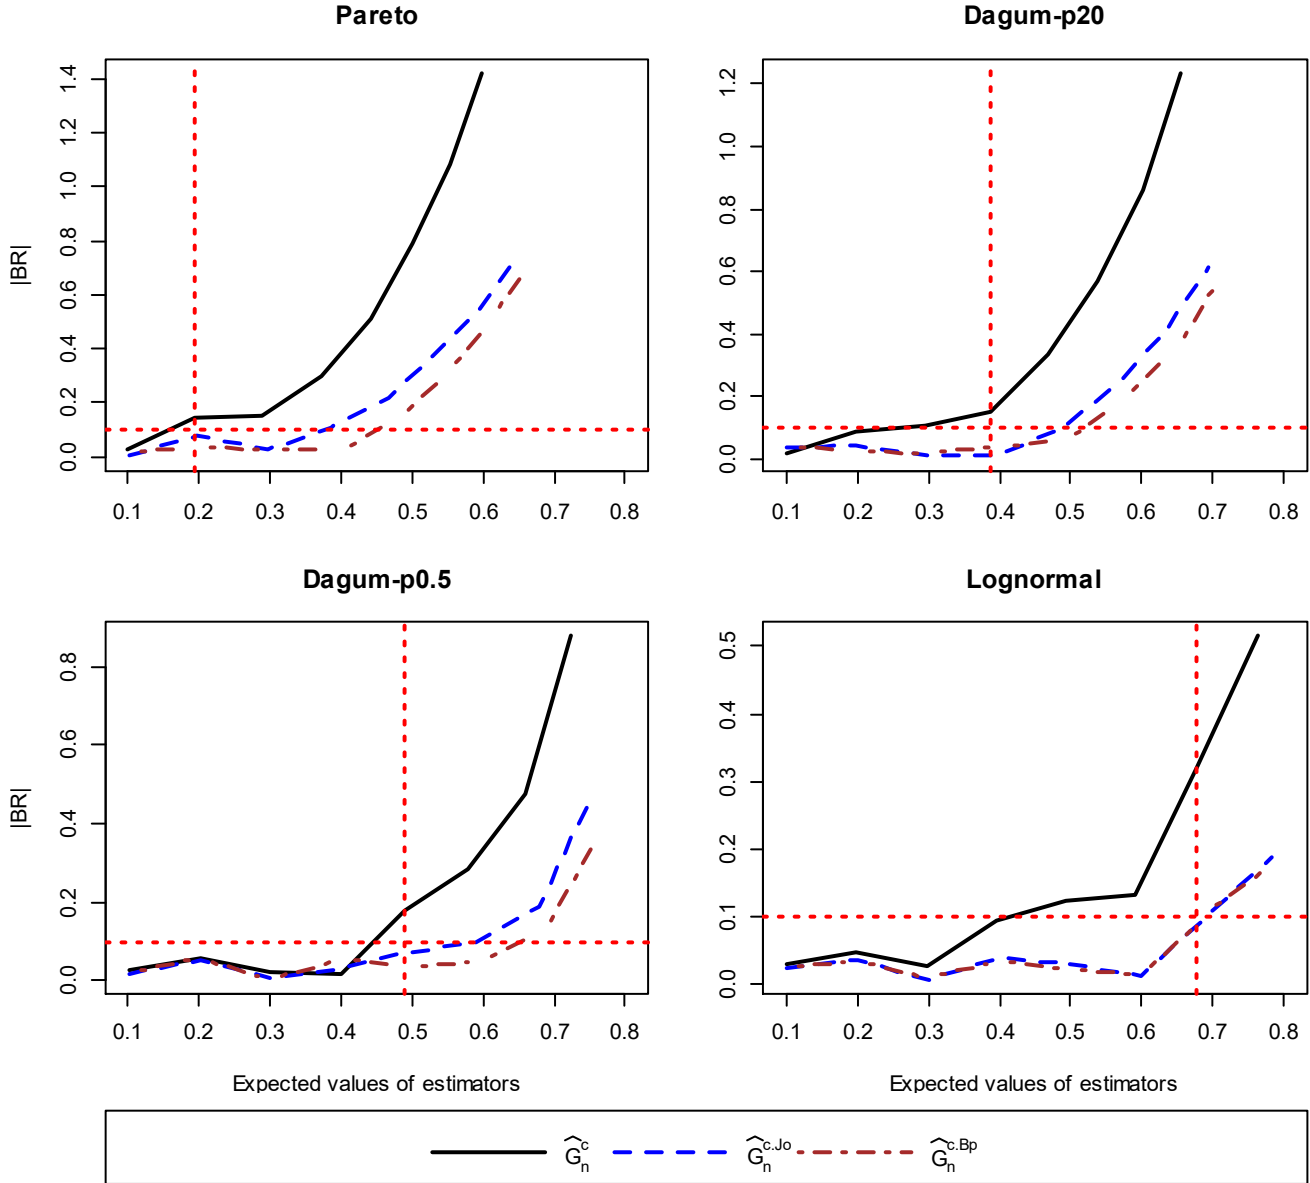 Pareto
|BR|
0.0 0.2 0.4 0.6 0.8 1.0 1.2 1.4
0.1 0.2 0.3 0.4 0.5 0.6 0.7 0.8
Dagum-p20
0.0 0.2 0.4 0.6 0.8 1.0 1.2
0.1 0.2 0.3 0.4 0.5 0.6 0.7 0.8
Dagum-p0.5
|BR|
0.0 0.2 0.4 0.6 0.8
0.1 0.2 0.3 0.4 0.5 0.6 0.7 0.8
Expected values of estimators
Lognormal
0.0 0.1 0.2 0.3 0.4 0.5
0.1 0.2 0.3 0.4 0.5 0.6 0.7 0.8
Expected values of estimators
Ĝ_n^c Ĝ_n^c.Jo Ĝ_n^c.Bp